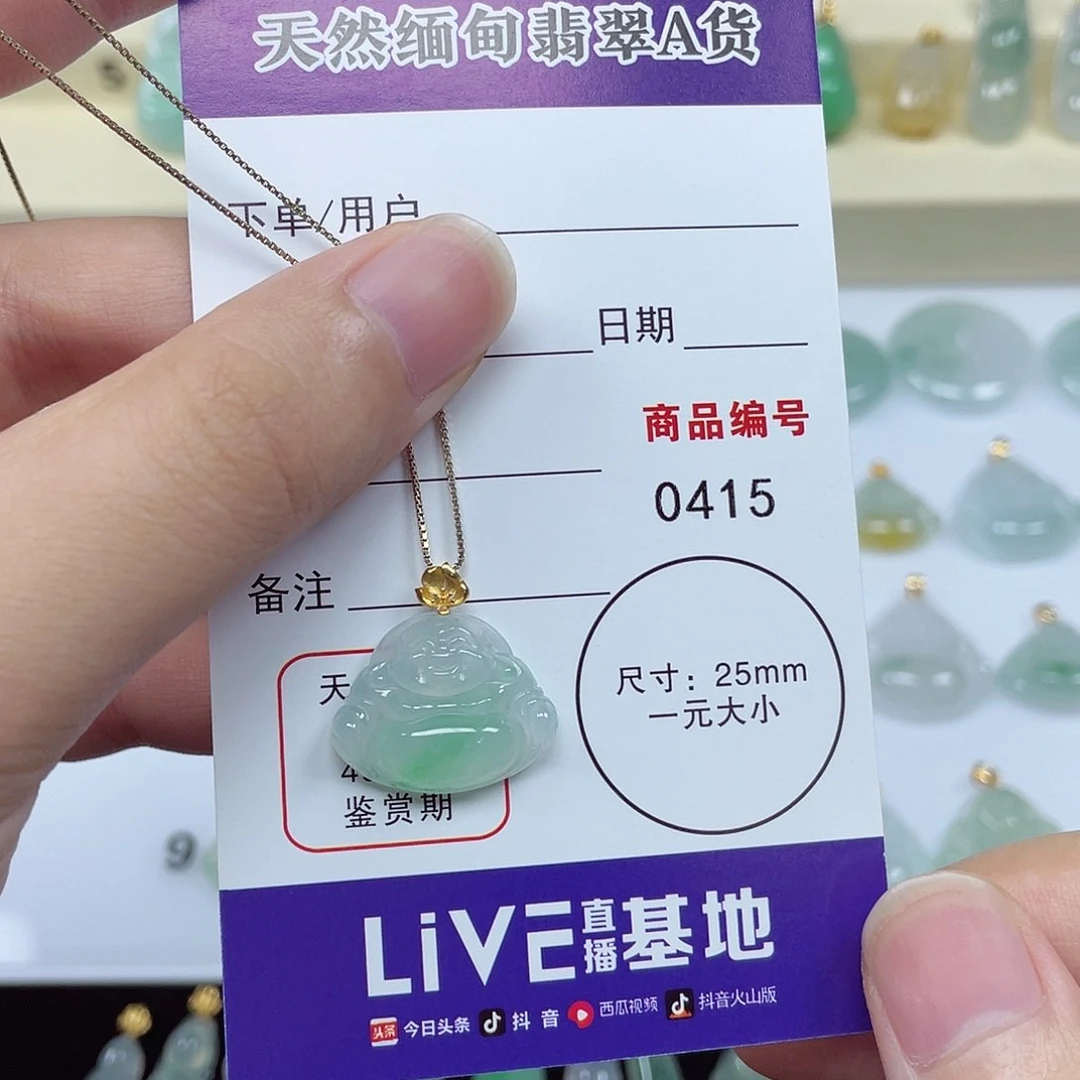 天然缅甸翡翠A货
下单/用户
日期
商品编号
0415
备注
尺寸：25mm
一元大小
天
4
鉴赏期
LiVE直播基地
今日头条 抖音 西瓜视频 抖音火山版
9